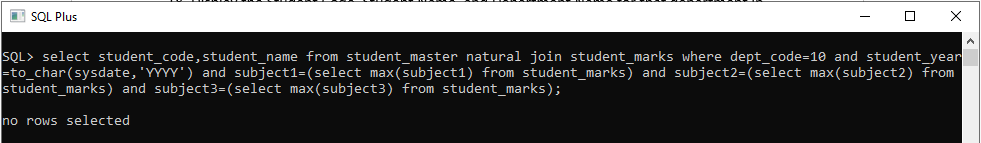 SQL Plus
SQL> select student_code,student_name from student_master natural join student_marks where dept_code=10 and student_year
=to_char(sysdate,'YYYY') and subject1=(select max(subject1) from student_marks) and subject2=(select max(subject2) from
student_marks) and subject3=(select max(subject3) from student_marks);
no rows selected